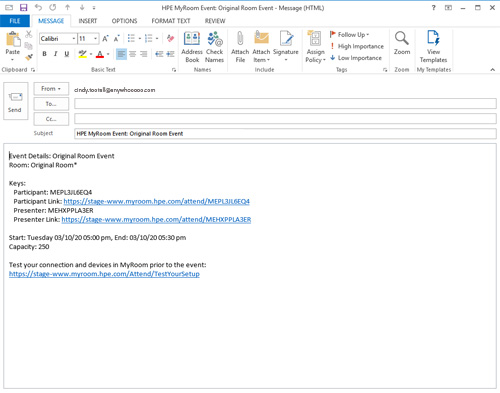 HPE MyRoom Event: Original Room Event - Message (HTML)
FILE MESSAGE INSERT OPTIONS FORMAT TEXT REVIEW
Paste
Calibri 11
B I U
Clipboard
Basic Text
Address Book
Check Names
Names
Attach File
Attach Item
Signature
Include
Assign Policy
Follow Up
High Importance
Low Importance
Tags
Zoom
Zoom
View Templates
My Templates
Send
From cindy.tootall@anywhoooo.com
To...
Cc...
Subject HPE MyRoom Event: Original Room Event
Event Details: Original Room Event
Room: Original Room*
Keys:
Participant: MEPL3JL6EQ4
Participant Link: https://stage-www.myroom.hpe.com/attend/MEPL3JL6EQ4
Presenter: MEHXPPLA3ER
Presenter Link: https://stage-www.myroom.hpe.com/attend/MEHXPPLA3ER
Start: Tuesday 03/10/20 05:00 pm, End: 03/10/20 05:30 pm
Capacity: 250
Test your connection and devices in MyRoom prior to the event:
https://stage-www.myroom.hpe.com/Attend/TestYourSetup